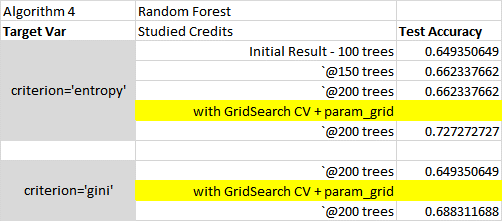 Algorithm 4 Random Forest
Target Var Studied Credits Test Accuracy
Initial Result - 100 trees 0.649350649
`@150 trees 0.662337662
criterion='entropy' `@200 trees 0.662337662
with GridSearch CV + param_grid
`@200 trees 0.727272727
`@200 trees 0.649350649
criterion='gini' with GridSearch CV + param_grid
`@200 trees 0.688311688